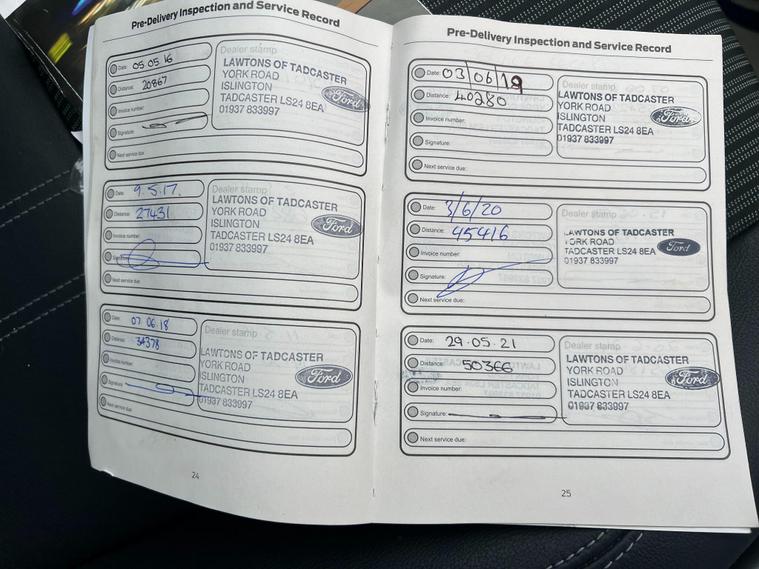 Pre-Delivery Inspection and Service Record
Date: 05.05.16
Distance: 20867
Invoice number:
Signature:
Next service due:
Dealer stamp
LAWTONS OF TADCASTER
YORK ROAD
ISLINGTON
TADCASTER LS24 8EA
01937 833997
Ford
Date: 9.5.17.
Distance: 27431
Invoice number:
Signature:
Next service due:
Dealer stamp
LAWTONS OF TADCASTER
YORK ROAD
ISLINGTON
TADCASTER LS24 8EA
01937 833997
Ford
Date: 07.06.18
Distance: 34378
Invoice number:
Signature:
Next service due:
Dealer stamp
LAWTONS OF TADCASTER
YORK ROAD
ISLINGTON
TADCASTER LS24 8EA
01937 833997
Ford
24
Pre-Delivery Inspection and Service Record
Date: 03/06/19
Distance: 40280
Invoice number:
Signature:
Next service due:
Dealer stamp
LAWTONS OF TADCASTER
YORK ROAD
ISLINGTON
TADCASTER LS24 8EA
01937 833997
Ford
Date: 3/6/20
Distance: 45416
Invoice number:
Signature:
Next service due:
Dealer stamp
LAWTONS OF TADCASTER
YORK ROAD
TADCASTER LS24 8EA
01937 833997
Ford
Date: 29.05.21
Distance: 50366
Invoice number:
Signature:
Next service due:
Dealer stamp
LAWTONS OF TADCASTER
YORK ROAD
ISLINGTON
TADCASTER LS24 8EA
01937 833997
Ford
25